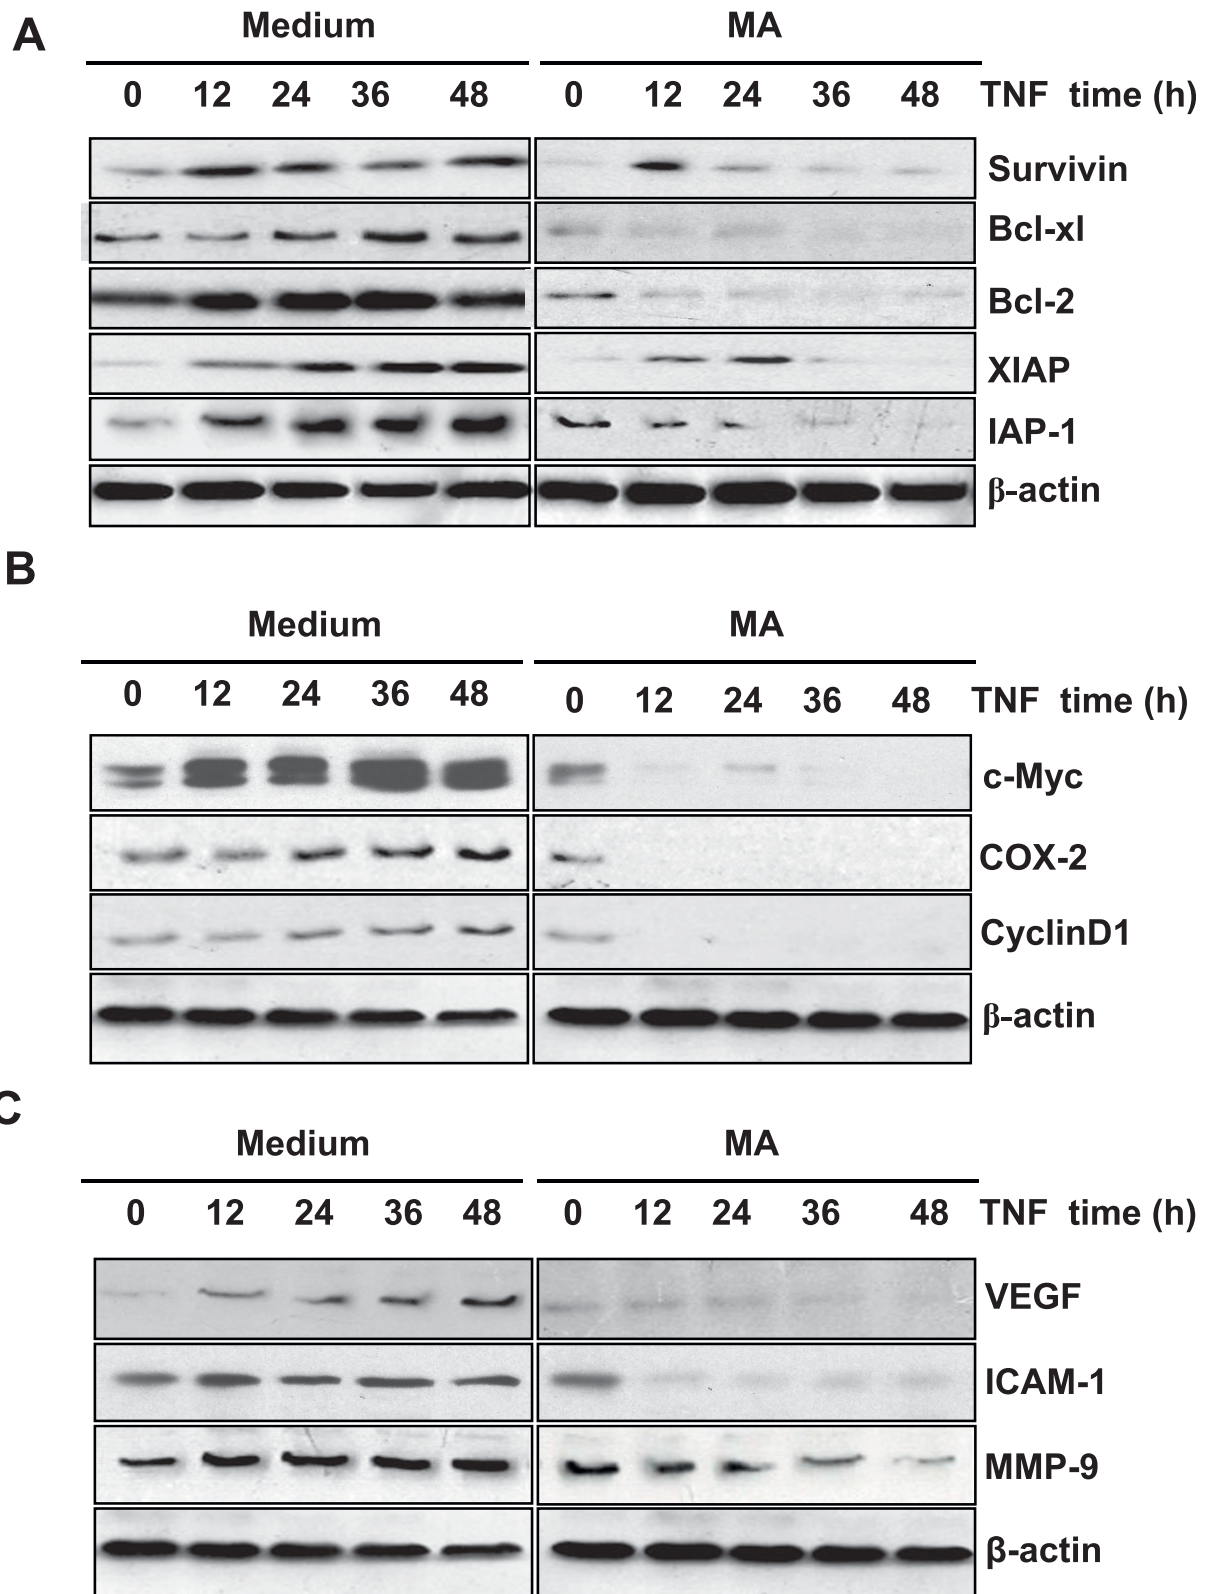 A
Medium MA
0 12 24 36 48 0 12 24 36 48 TNF time (h)
Survivin
Bcl-xl
Bcl-2
XIAP
IAP-1
β-actin
B
Medium MA
0 12 24 36 48 0 12 24 36 48 TNF time (h)
c-Myc
COX-2
CyclinD1
β-actin
C
Medium MA
0 12 24 36 48 0 12 24 36 48 TNF time (h)
VEGF
ICAM-1
MMP-9
β-actin